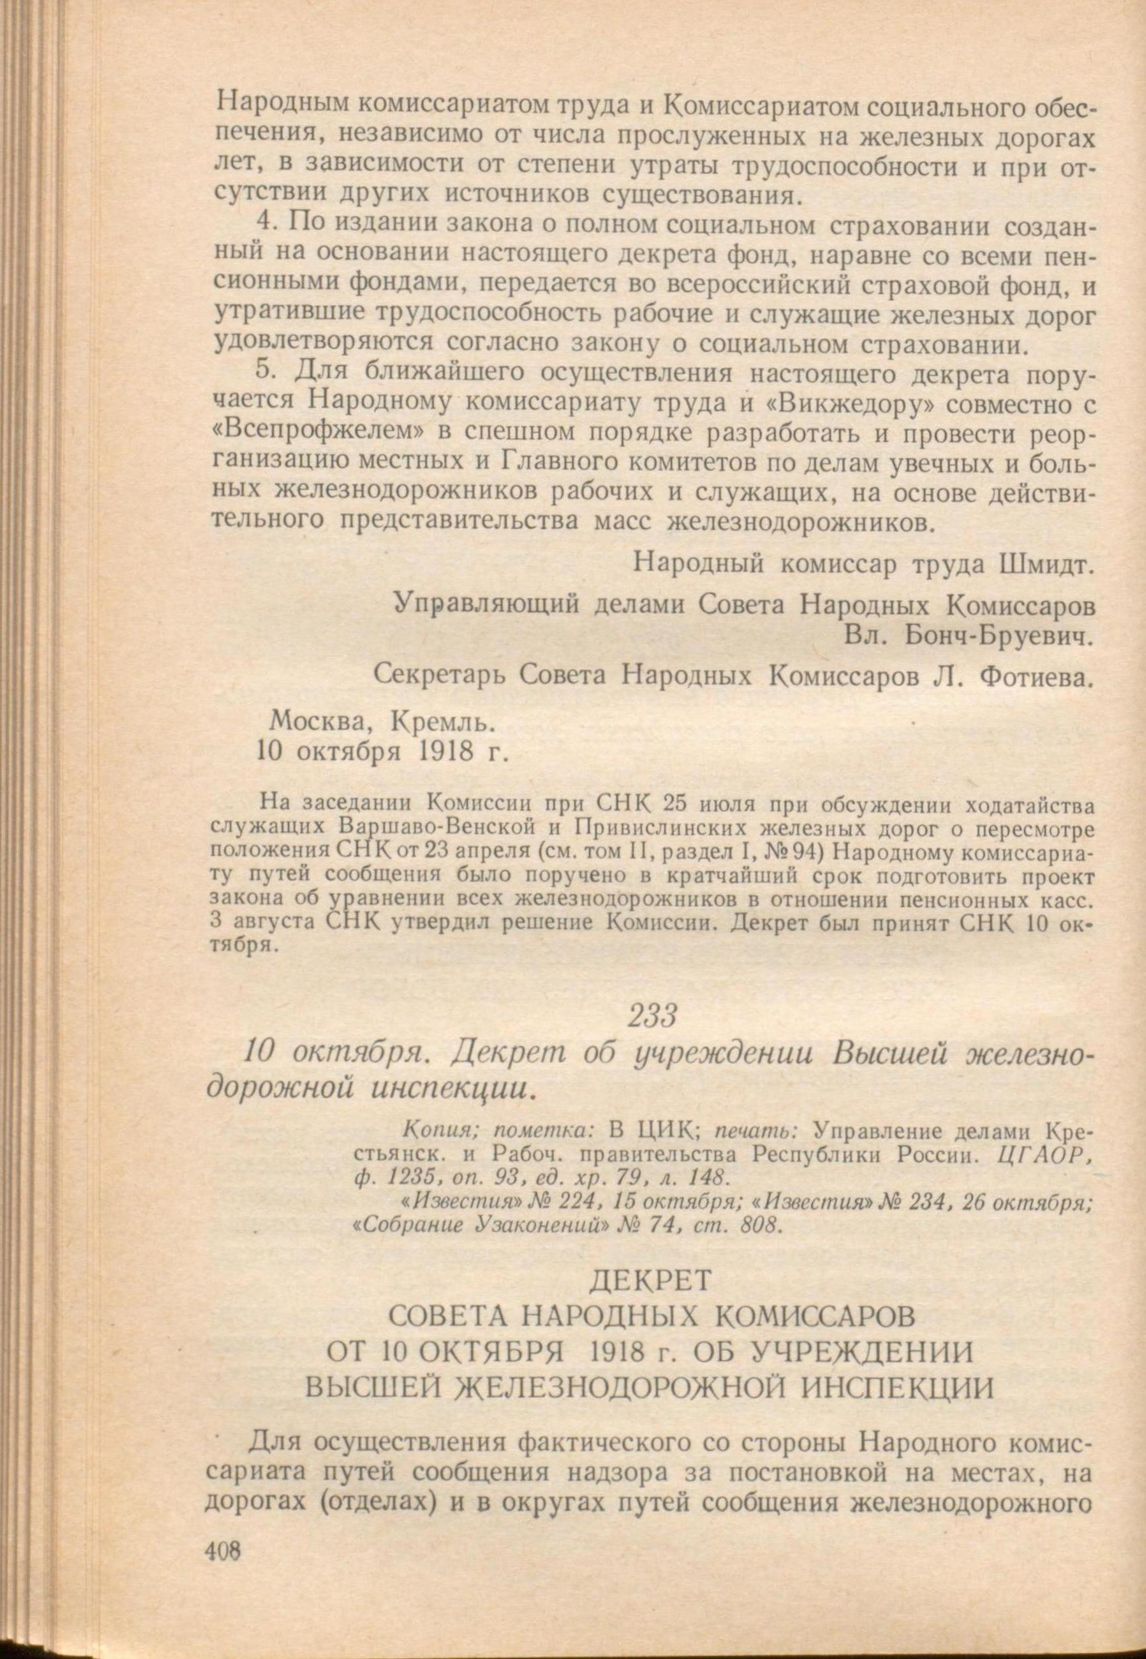 Народным комиссариатом труда и Комиссариатом социального обес-
печения, независимо от числа прослуженных на железных дорогах
лет, в зависимости от степени утраты трудоспособности и при от-
сутствии других источников существования.
4. По издании закона о полном социальном страховании создан-
ный на основании настоящего декрета фонд, наравне со всеми пен-
сионными фондами, передается во всероссийский страховой фонд, и
утратившие трудоспособность рабочие и служащие железных дорог
удовлетворяются согласно закону о социальном страховании.
5. Для ближайшего осуществления настоящего декрета пору-
чается Народному комиссариату труда и «Викжедору» совместно с
«Всепрофжелем» в спешном порядке разработать и провести реор-
ганизацию местных и Главного комитетов по делам увечных и боль-
ных железнодорожников рабочих и служащих, на основе действи-
тельного представительства масс железнодорожников.
Народный комиссар труда Шмидт.
Управляющий делами Совета Народных Комиссаров
Вл. Бонч-Бруевич.
Секретарь Совета Народных Комиссаров Л. Фотиева.
Москва, Кремль.
10 октября 1918 г.
На заседании Комиссии при СНК 25 июля при обсуждении ходатайства
служащих Варшаво-Венской и Привислинских железных дорог о пересмотре
положения СНК от 23 апреля (см. том II, раздел I, № 94) Народному комиссариа-
ту путей сообщения было поручено в кратчайший срок подготовить проект
закона об уравнении всех железнодорожников в отношении пенсионных касс.
3 августа СНК утвердил решение Комиссии. Декрет был принят СНК 10 ок-
тября.
233
10 октября. Декрет об учреждении Высшей железно-
дорожной инспекции.
Копия; пометка: В ЦИК; печать: Управление делами Кре-
стьянск. и Рабоч. правительства Республики России. ЦГАОР,
ф. 1235, оп. 93, ед. хр. 79, л. 148.
«Известия» № 224, 15 октября; «Известия» № 234, 26 октября;
«Собрание Узаконений» № 74, ст. 808.
ДЕКРЕТ
СОВЕТА НАРОДНЫХ КОМИССАРОВ
ОТ 10 ОКТЯБРЯ 1918 г. ОБ УЧРЕЖДЕНИИ
ВЫСШЕЙ ЖЕЛЕЗНОДОРОЖНОЙ ИНСПЕКЦИИ
Для осуществления фактического со стороны Народного комис-
сариата путей сообщения надзора за постановкой на местах, на
дорогах (отделах) и в округах путей сообщения железнодорожного
408